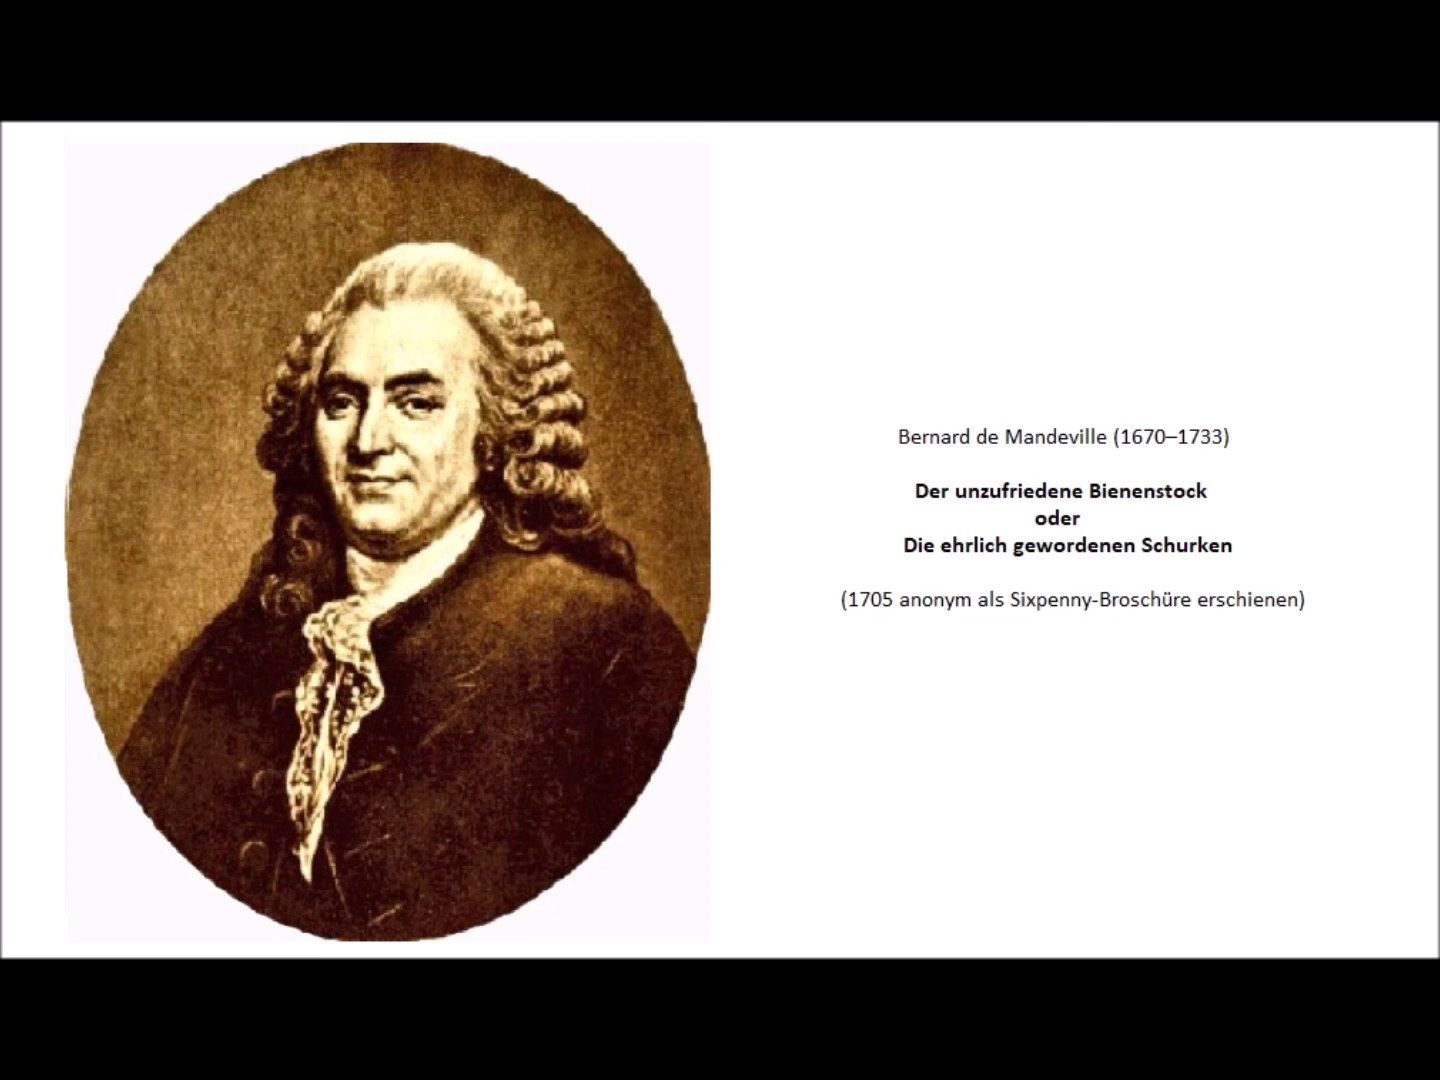 Bernard de Mandeville (1670–1733)
Der unzufriedene Bienenstock
oder
Die ehrlich gewordenen Schurken
(1705 anonym als Sixpenny-Broschüre erschienen)